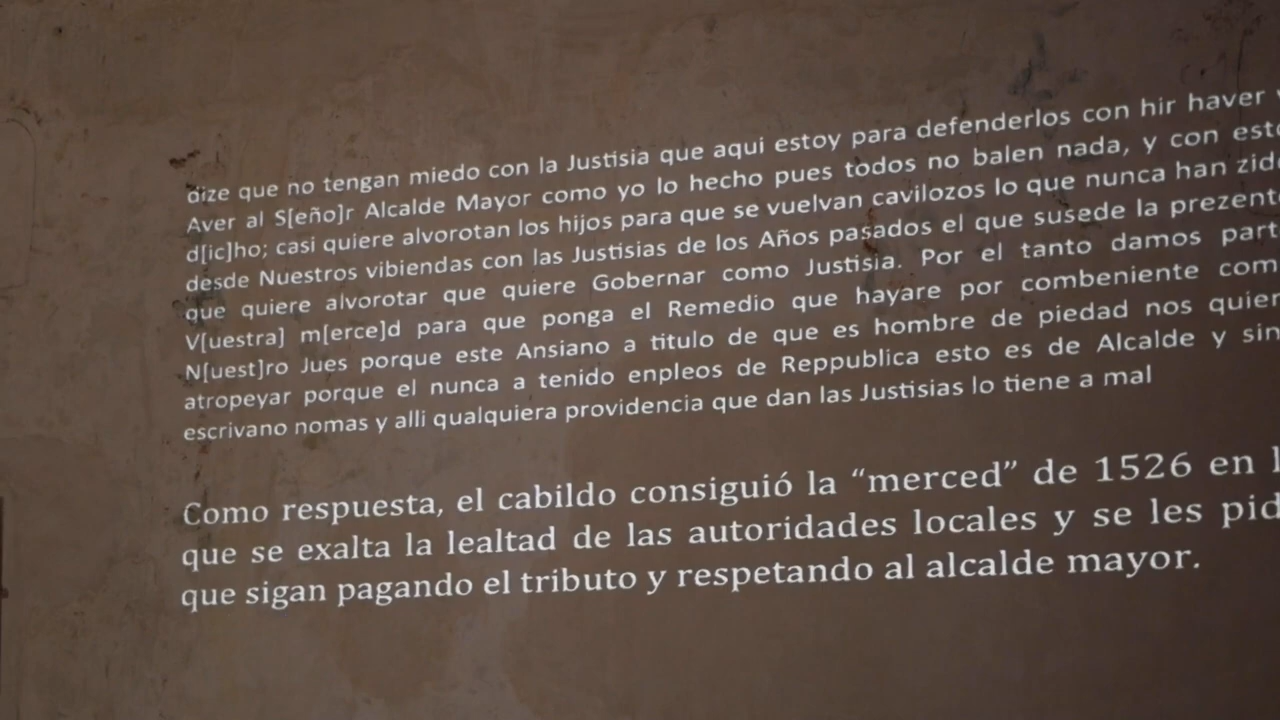 dize que no tengan miedo con la Justisia que aqui estoy para defenderlos con hir haver
Aver al S[eño]r Alcalde Mayor como yo lo hecho pues todos no balen nada, y con
d[ic]ho; casi quiere alvorotan los hijos para que se vuelvan cavilozos lo que nunca han
desde Nuestros vibiendas con las Justisias de los Años pasados el que susede la
que quiere alvorotar que quiere Gobernar como Justisia. Por el tanto damos
V[uestra] m[erce]d para que ponga el Remedio que hayare por combeniente
N[uest]ro Jues porque este Ansiano a titulo de que es hombre de piedad nos
atropeyar porque el nunca a tenido enpleos de Reppublica esto es de Alcalde y
escrivano nomas y alli qualquiera providencia que dan las Justisias lo tiene a mal
Como respuesta, el cabildo consiguió la “merced” de 1526 en
que se exalta la lealtad de las autoridades locales y se les
que sigan pagando el tributo y respetando al alcalde mayor.